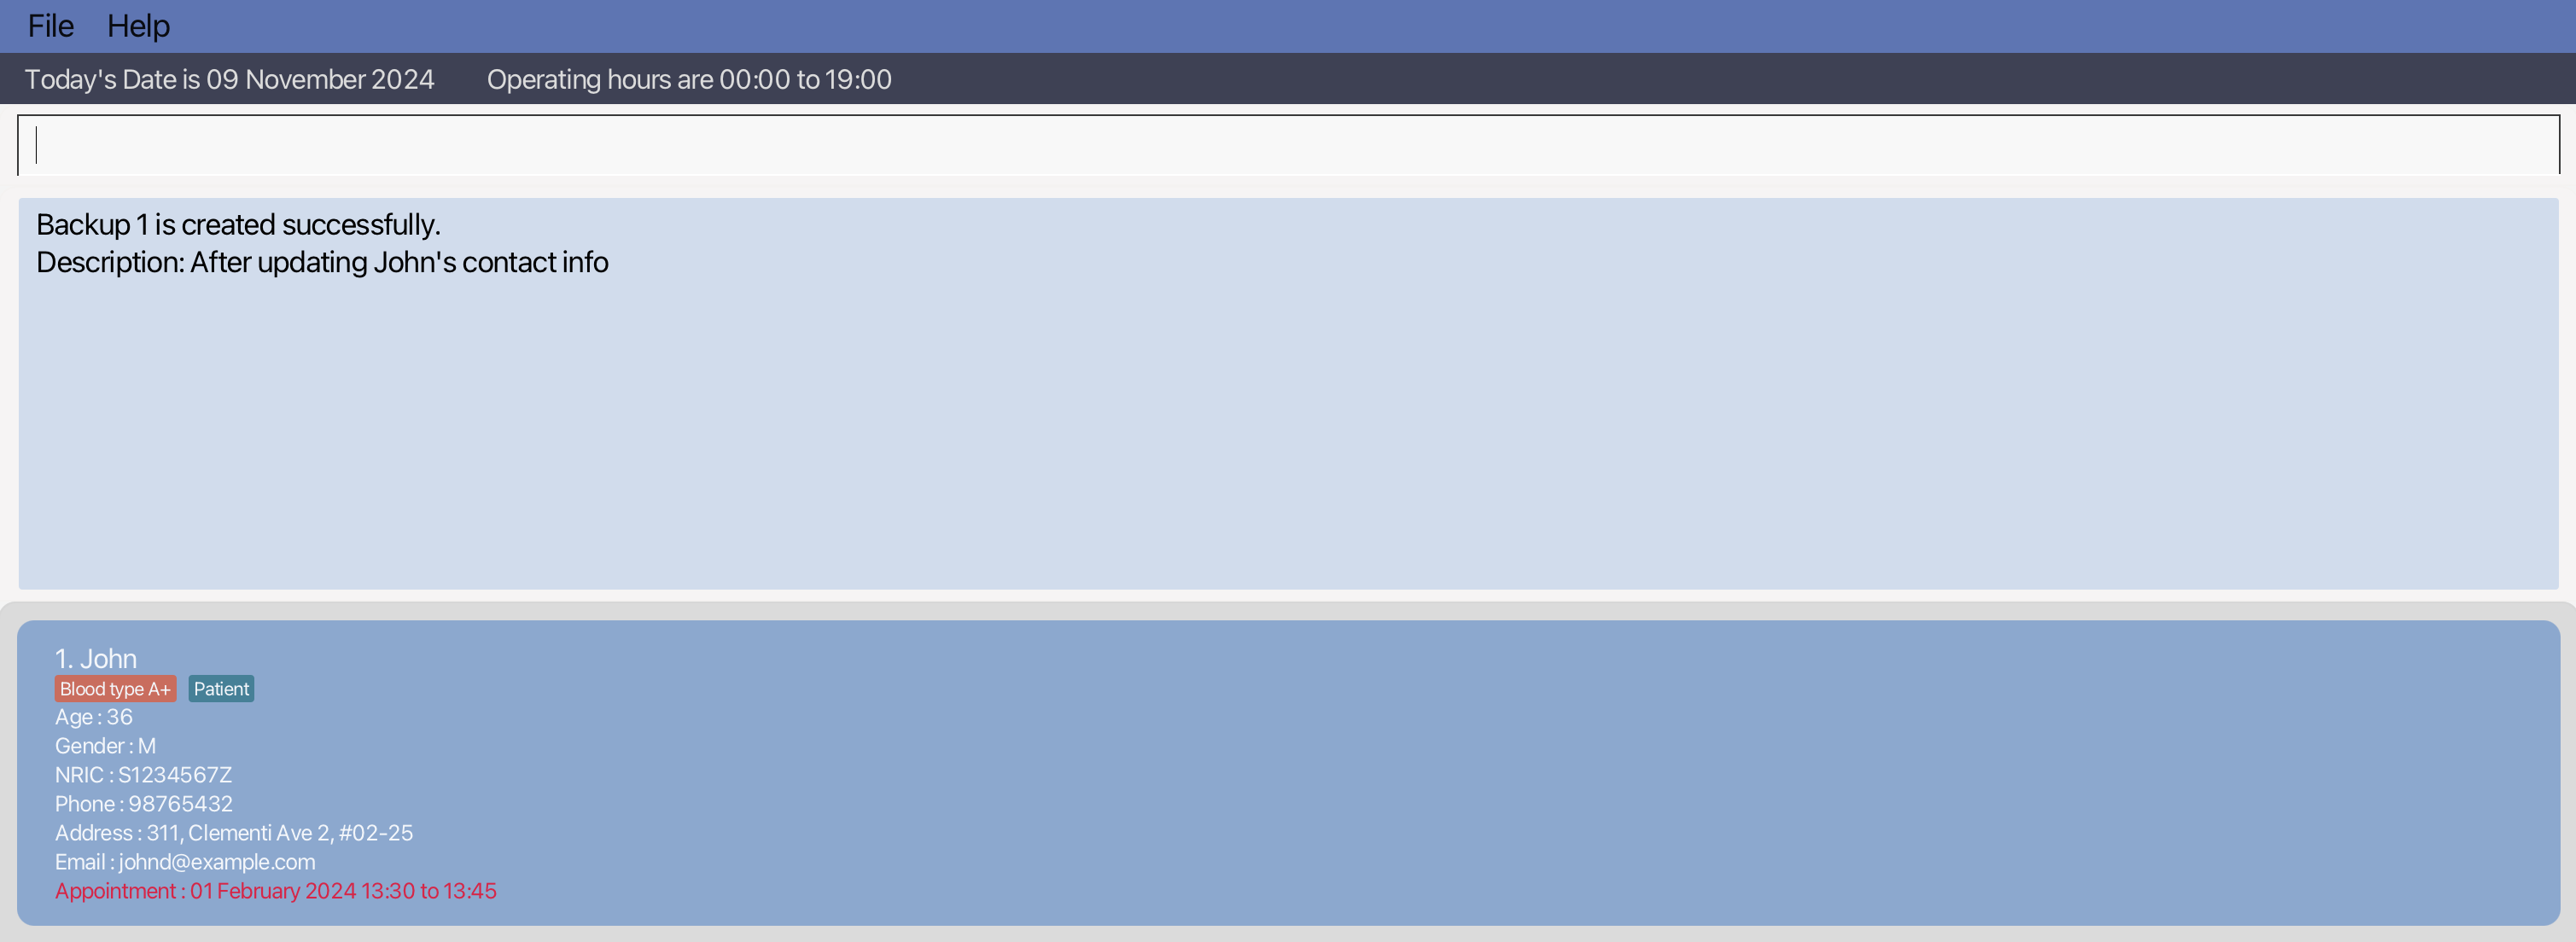 File Help
Today's Date is 09 November 2024 Operating hours are 00:00 to 19:00
Backup 1 is created successfully.
Description: After updating John's contact info
1. John
Blood type A+ Patient
Age : 36
Gender : M
NRIC : S1234567Z
Phone : 98765432
Address : 311, Clementi Ave 2, #02-25
Email : johnd@example.com
Appointment : 01 February 2024 13:30 to 13:45